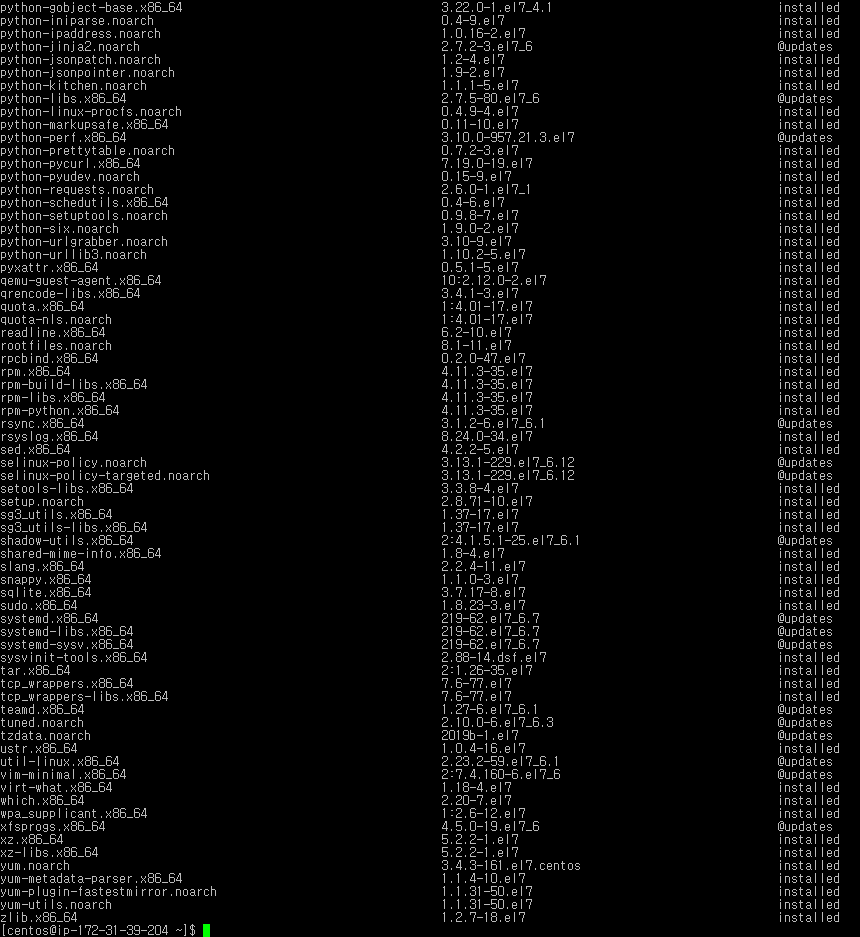 python-gobject-base.x86_64 3.22.0-1.el7_4.1 installed
python-iniparse.noarch 0.4-9.el7 installed
python-ipaddress.noarch 1.0.16-2.el7 installed
python-jinja2.noarch 2.7.2-3.el7_6 @updates
python-jsonpatch.noarch 1.2-4.el7 installed
python-jsonpointer.noarch 1.9-2.el7 installed
python-kitchen.noarch 1.1.1-5.el7 installed
python-libs.x86_64 2.7.5-80.el7_6 @updates
python-linux-procfs.noarch 0.4.9-4.el7 installed
python-markupsafe.x86_64 0.11-10.el7 installed
python-perf.x86_64 3.10.0-957.21.3.el7 @updates
python-prettytable.noarch 0.7.2-3.el7 installed
python-pycurl.x86_64 7.19.0-19.el7 installed
python-pyudev.noarch 0.15-9.el7 installed
python-requests.noarch 2.6.0-1.el7_1 installed
python-schedutils.x86_64 0.4-6.el7 installed
python-setuptools.noarch 0.9.8-7.el7 installed
python-six.noarch 1.9.0-2.el7 installed
python-urlgrabber.noarch 3.10-9.el7 installed
python-urllib3.noarch 1.10.2-5.el7 installed
pyxattr.x86_64 0.5.1-5.el7 installed
qemu-guest-agent.x86_64 10:2.12.0-2.el7 installed
qrencode-libs.x86_64 3.4.1-3.el7 installed
quota.x86_64 1:4.01-17.el7 installed
quota-nls.noarch 1:4.01-17.el7 installed
readline.x86_64 6.2-10.el7 installed
rootfiles.noarch 8.1-11.el7 installed
rpcbind.x86_64 0.2.0-47.el7 installed
rpm.x86_64 4.11.3-35.el7 installed
rpm-build-libs.x86_64 4.11.3-35.el7 installed
rpm-libs.x86_64 4.11.3-35.el7 installed
rpm-python.x86_64 4.11.3-35.el7 installed
rsync.x86_64 3.1.2-6.el7_6.1 @updates
rsyslog.x86_64 8.24.0-34.el7 installed
sed.x86_64 4.2.2-5.el7 installed
selinux-policy.noarch 3.13.1-229.el7_6.12 @updates
selinux-policy-targeted.noarch 3.13.1-229.el7_6.12 @updates
setools-libs.x86_64 3.3.8-4.el7 installed
setup.noarch 2.8.71-10.el7 installed
sg3_utils.x86_64 1.37-17.el7 installed
sg3_utils-libs.x86_64 1.37-17.el7 installed
shadow-utils.x86_64 2:4.1.5.1-25.el7_6.1 @updates
shared-mime-info.x86_64 1.8-4.el7 installed
slang.x86_64 2.2.4-11.el7 installed
snappy.x86_64 1.1.0-3.el7 installed
sqlite.x86_64 3.7.17-8.el7 installed
sudo.x86_64 1.8.23-3.el7 installed
systemd.x86_64 219-62.el7_6.7 @updates
systemd-libs.x86_64 219-62.el7_6.7 @updates
systemd-sysv.x86_64 219-62.el7_6.7 @updates
sysvinit-tools.x86_64 2.88-14.dsf.el7 installed
tar.x86_64 2:1.26-35.el7 installed
tcp_wrappers.x86_64 7.6-77.el7 installed
tcp_wrappers-libs.x86_64 7.6-77.el7 installed
teamd.x86_64 1.27-6.el7_6.1 @updates
tuned.noarch 2.10.0-6.el7_6.3 @updates
tzdata.noarch 2019b-1.el7 @updates
ustr.x86_64 1.0.4-16.el7 installed
util-linux.x86_64 2.23.2-59.el7_6.1 @updates
vim-minimal.x86_64 2:7.4.160-6.el7_6 @updates
virt-what.x86_64 1.18-4.el7 installed
which.x86_64 2.20-7.el7 installed
wpa_supplicant.x86_64 1:2.6-12.el7 installed
xfsprogs.x86_64 4.5.0-19.el7_6 @updates
xz.x86_64 5.2.2-1.el7 installed
xz-libs.x86_64 5.2.2-1.el7 installed
yum.noarch 3.4.3-161.el7.centos installed
yum-metadata-parser.x86_64 1.1.4-10.el7 installed
yum-plugin-fastestmirror.noarch 1.1.31-50.el7 installed
yum-utils.noarch 1.1.31-50.el7 installed
zlib.x86_64 1.2.7-18.el7 installed
[centos@ip-172-31-39-204 ~]$